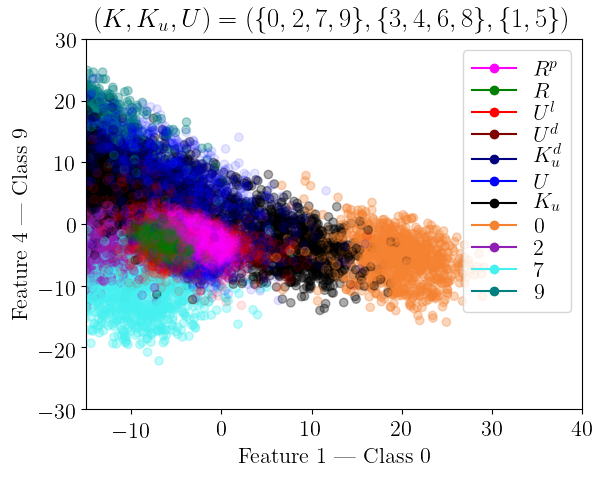 (K, K_u, U) = ({0, 2, 7, 9}, {3, 4, 6, 8}, {1, 5})
30
20
10
0
−10
−20
−30
Feature 4 — Class 9
R^p
R
U^l
U^d
K_u^d
U
K_u
0
2
7
9
−10
0
10
20
30
40
Feature 1 — Class 0